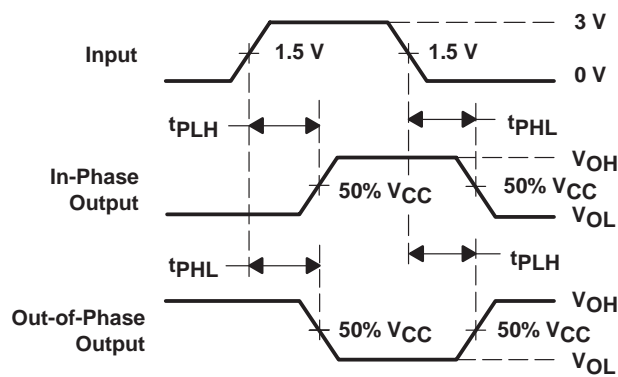 3 V
Input
1.5 V
1.5 V
0 V
tPLH
tPHL
VOH
In-Phase
Output
50% VCC
50% VCC
VOL
tPHL
tPLH
VOH
Out-of-Phase
Output
50% VCC
50% VCC
VOL